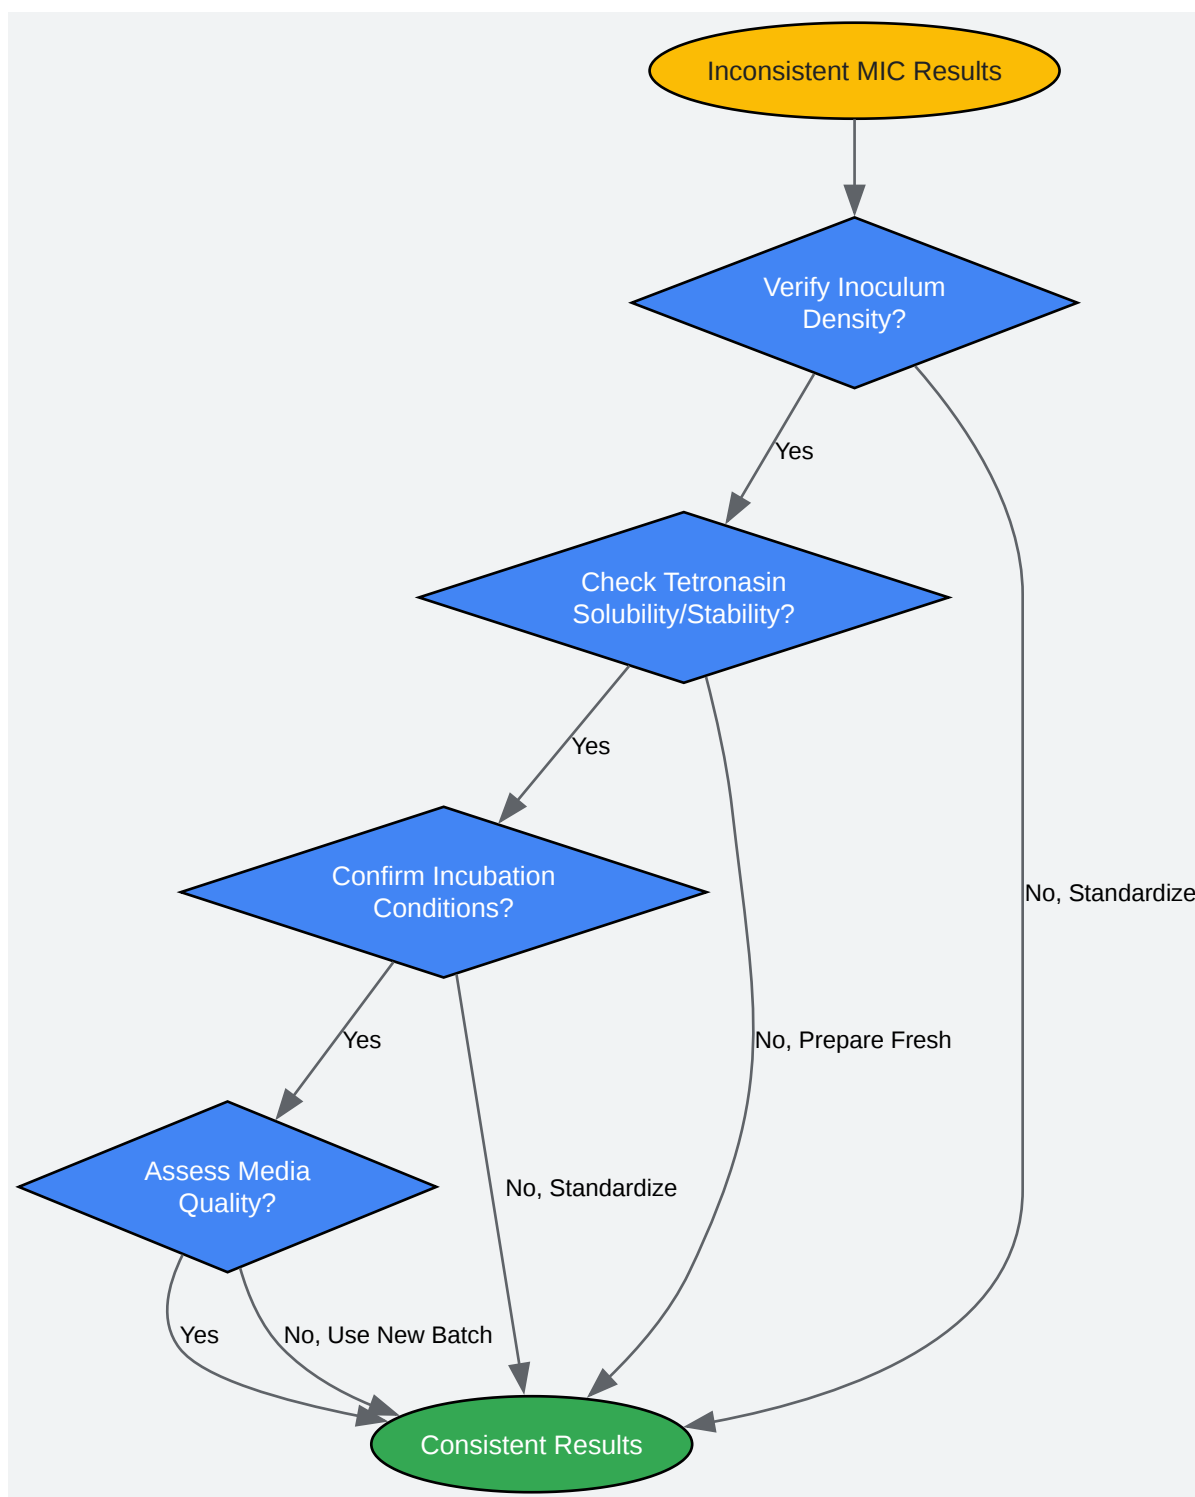 Inconsistent MIC Results
Verify Inoculum
Density?
Yes
Check Tetronasin
Solubility/Stability?
Yes
Confirm Incubation
Conditions?
No, Standardize
Yes
No, Prepare Fresh
Assess Media
Quality?
No, Standardize
Yes
No, Use New Batch
Consistent Results